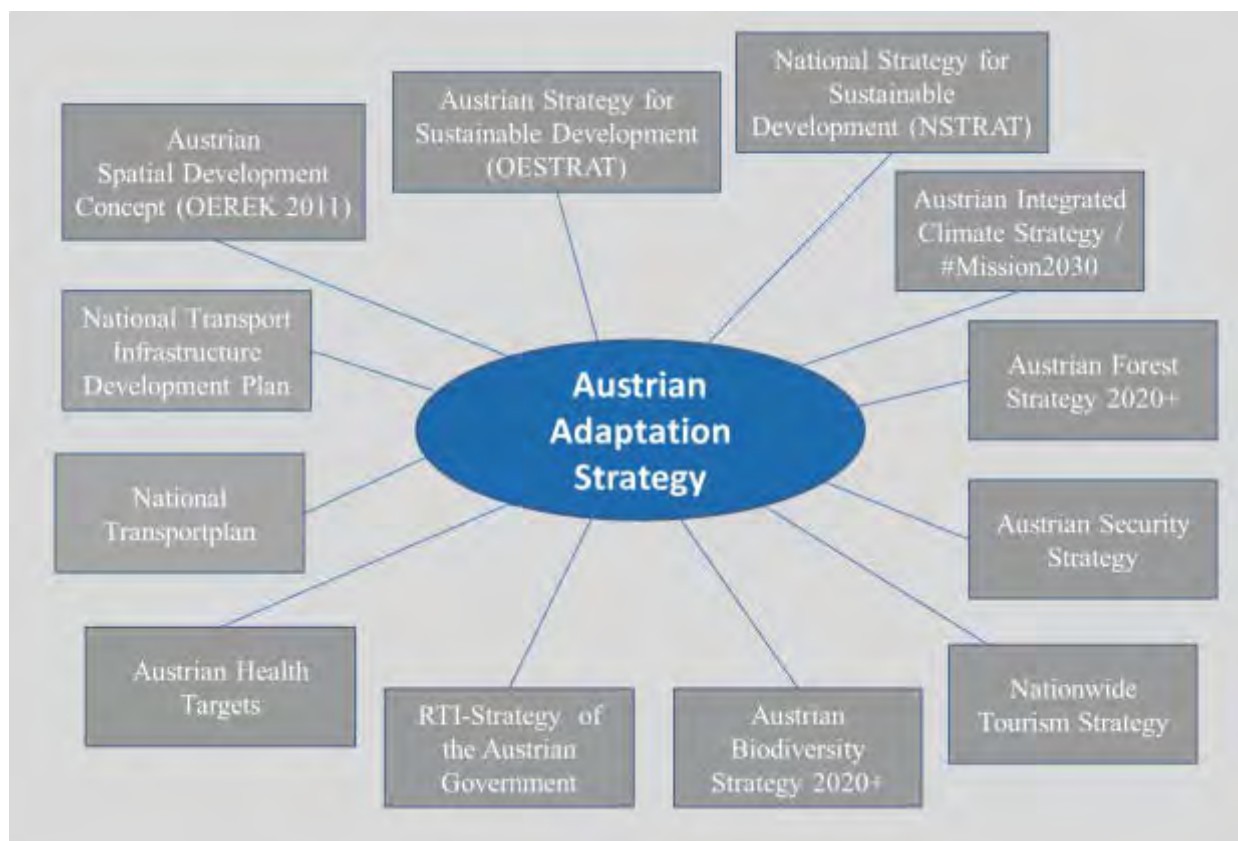 Austrian
Spatial Development
Concept (OEREK 2011)
Austrian Strategy for
Sustainable Development
(OESTRAT)
National Strategy for
Sustainable
Development (NSTRAT)
Austrian Integrated
Climate Strategy /
#Mission2030
National Transport
Infrastructure
Development Plan
Austrian
Adaptation
Strategy
Austrian Forest
Strategy 2020+
National
Transportplan
Austrian Security
Strategy
Austrian Health
Targets
RTI-Strategy of
the Austrian
Government
Austrian
Biodiversity
Strategy 2020+
Nationwide
Tourism Strategy